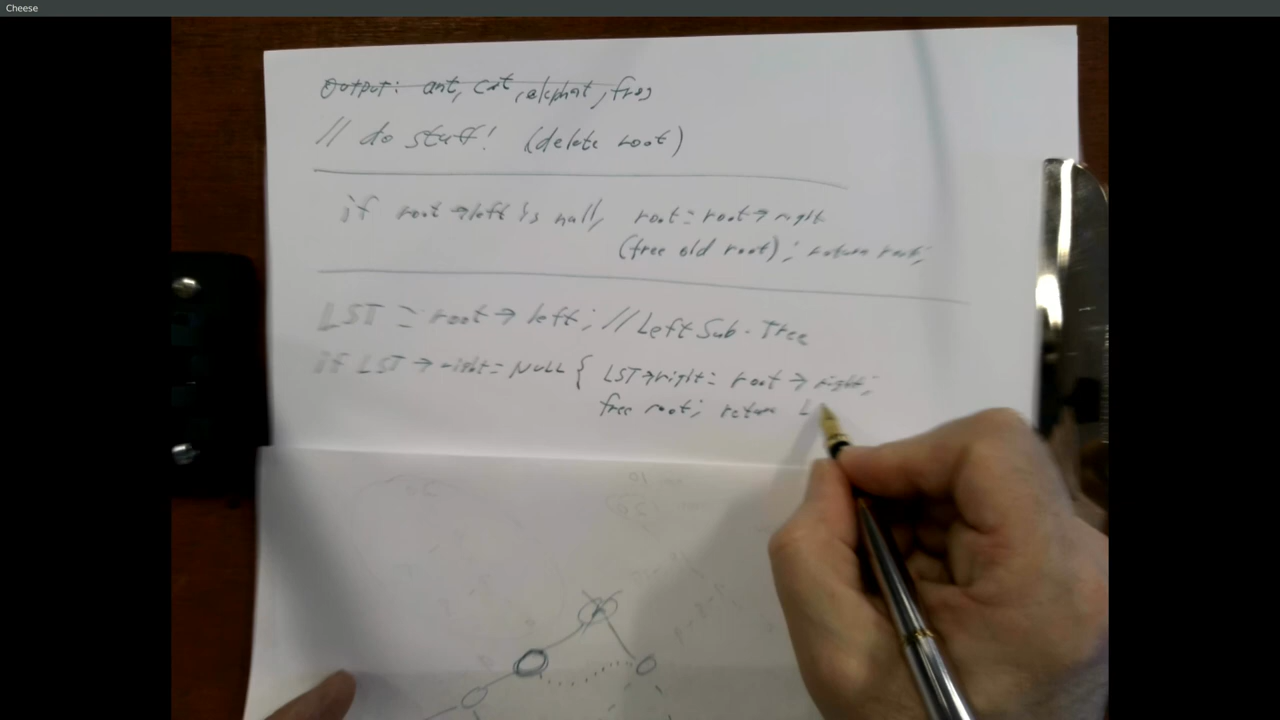 Cheese
Output: ant, cat, elephant, frog
// do stuff! (delete root)
if root→left is null, root = root→right
(free old root); return root;
LST = root → left; // Left Sub-Tree
if LST → right = NULL { LST→right = root → right;
free root; return L